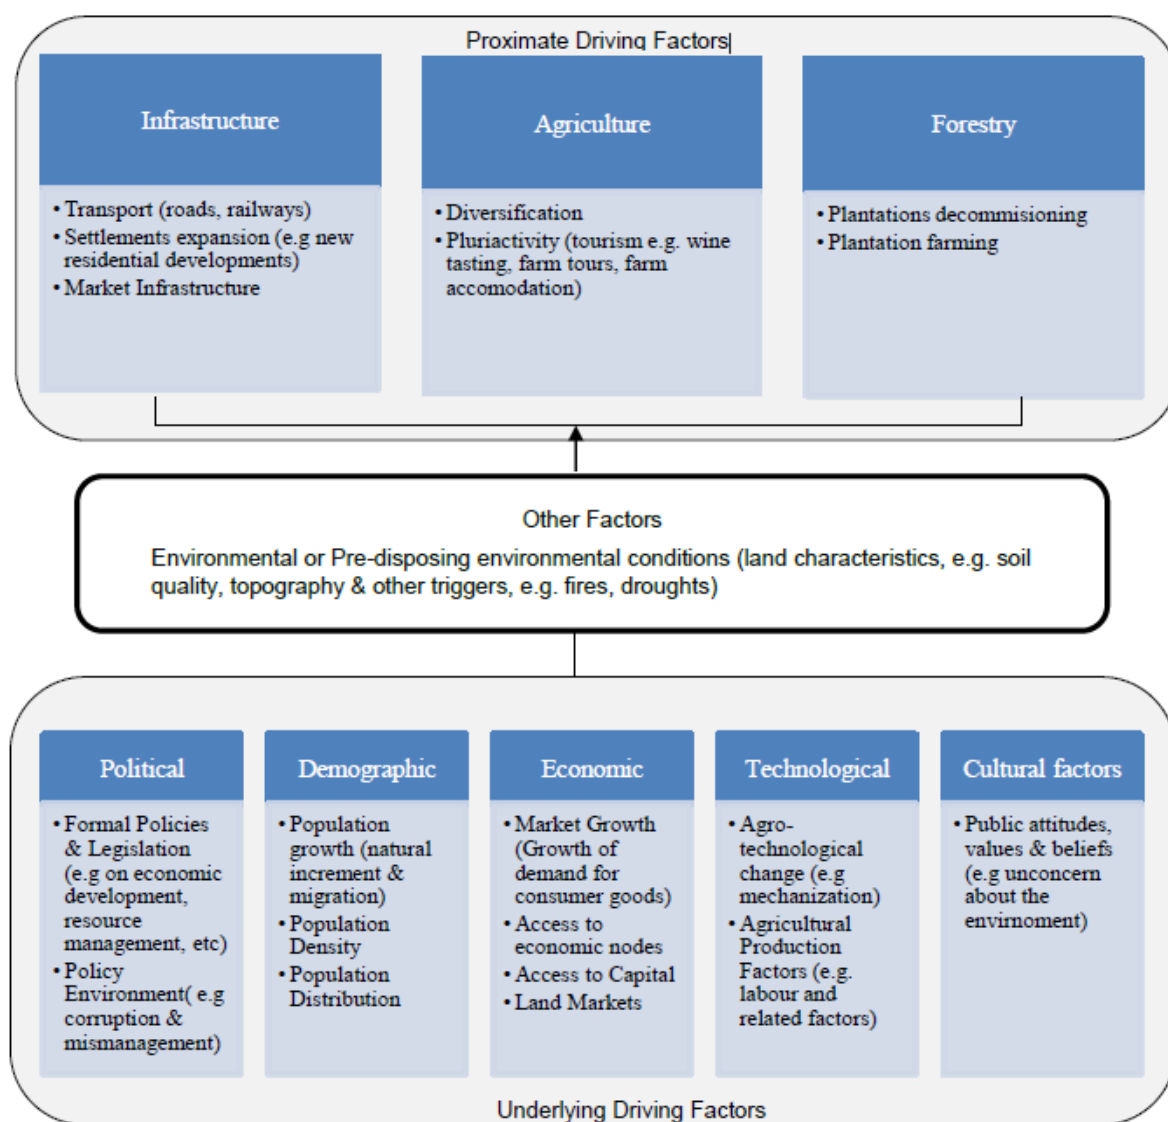 Proximate Driving Factors
Infrastructure
• Transport (roads, railways)
• Settlements expansion (e.g new
residential developments)
• Market Infrastructure
Agriculture
• Diversification
• Pluriactivity (tourism e.g. wine
tasting, farm tours, farm
accomodation)
Forestry
• Plantations decommisioning
• Plantation farming
Other Factors
Environmental or Pre-disposing environmental conditions (land characteristics, e.g. soil
quality, topography & other triggers, e.g. fires, droughts)
Political
• Formal Policies
& Legislation
(e.g on economic
development,
resource
management, etc)
• Policy
Environment( e.g
corruption &
mismanagement)
Demographic
• Population
growth (natural
increment &
migration)
• Population
Density
• Population
Distribution
Economic
• Market Growth
(Growth of
demand for
consumer goods)
• Access to
economic nodes
• Access to Capital
• Land Markets
Technological
• Agro-
technological
change (e.g
mechanization)
• Agricultural
Production
Factors (e.g.
labour and
related factors)
Cultural factors
• Public attitudes,
values & beliefs
(e.g unconcern
about the
envirnoment)
Underlying Driving Factors